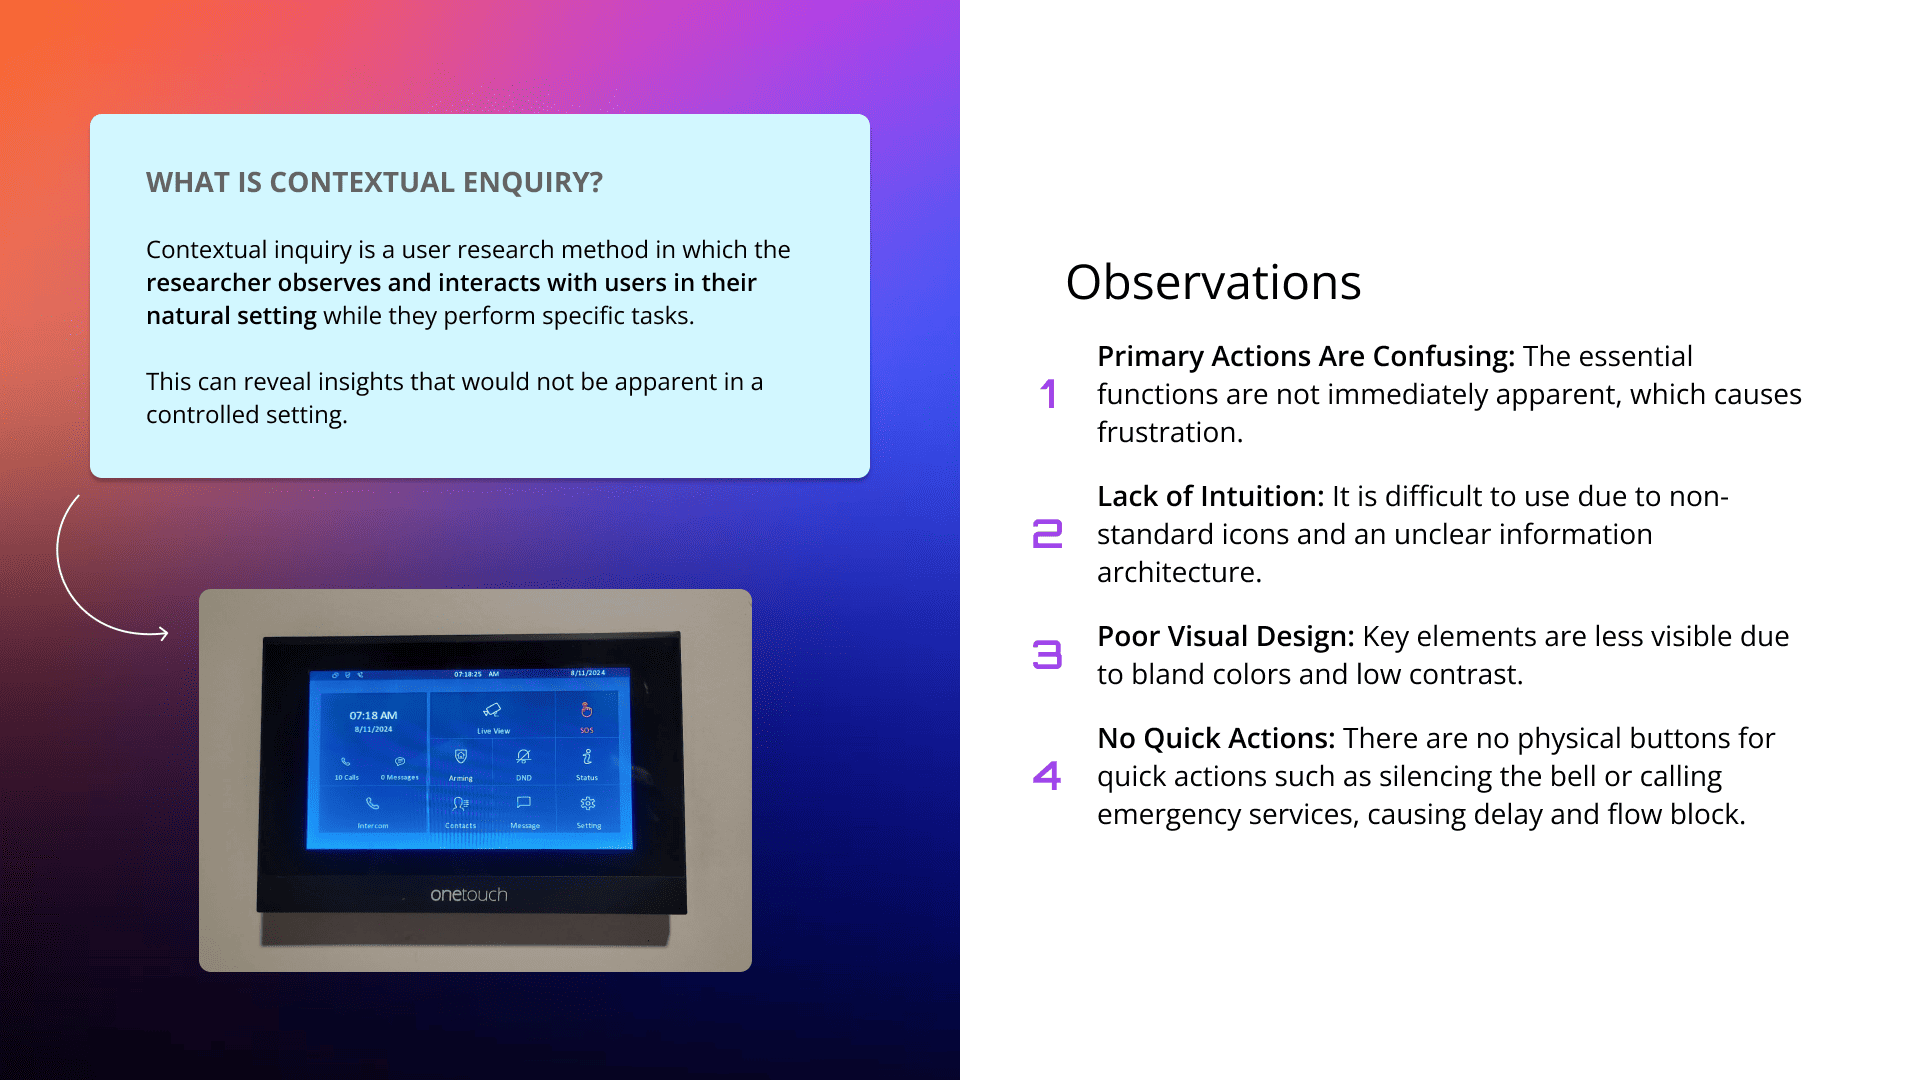 WHAT IS CONTEXTUAL ENQUIRY?
Contextual inquiry is a user research method in which the
researcher observes and interacts with users in their
natural setting while they perform specific tasks.
This can reveal insights that would not be apparent in a
controlled setting.
07:18:25 AM
8/11/2024
07:18 AM
8/11/2024
10 Calls
0 Messages
Live View
SOS
Arming
DND
Status
Intercom
Contacts
Message
Setting
onetouch
Observations
1
Primary Actions Are Confusing: The essential
functions are not immediately apparent, which causes
frustration.
2
Lack of Intuition: It is difficult to use due to non-
standard icons and an unclear information
architecture.
3
Poor Visual Design: Key elements are less visible due
to bland colors and low contrast.
4
No Quick Actions: There are no physical buttons for
quick actions such as silencing the bell or calling
emergency services, causing delay and flow block.